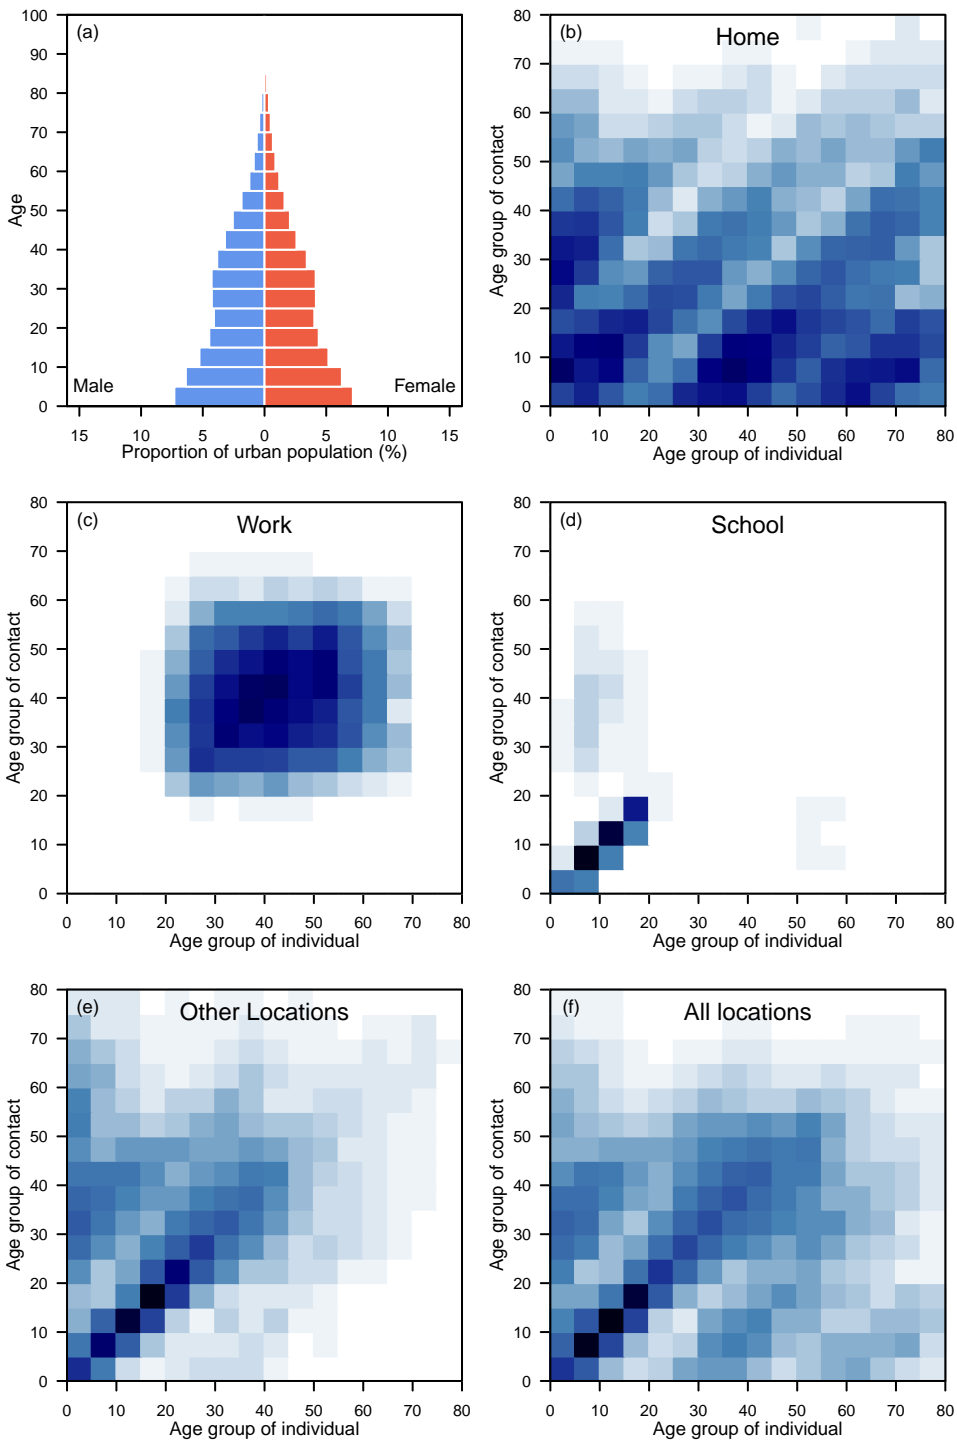 (a)
100
90
80
70
60
50
40
30
20
10
0
Age
Male
Female
15 10 5 0 5 10 15
Proportion of urban population (%)
(b)
Home
80
70
60
50
40
30
20
10
0
Age group of contact
0 10 20 30 40 50 60 70 80
Age group of individual
(c)
Work
80
70
60
50
40
30
20
10
0
Age group of contact
0 10 20 30 40 50 60 70 80
Age group of individual
(d)
School
80
70
60
50
40
30
20
10
0
Age group of contact
0 10 20 30 40 50 60 70 80
Age group of individual
(e)
Other Locations
80
70
60
50
40
30
20
10
0
Age group of contact
0 10 20 30 40 50 60 70 80
Age group of individual
(f)
All locations
80
70
60
50
40
30
20
10
0
Age group of contact
0 10 20 30 40 50 60 70 80
Age group of individual